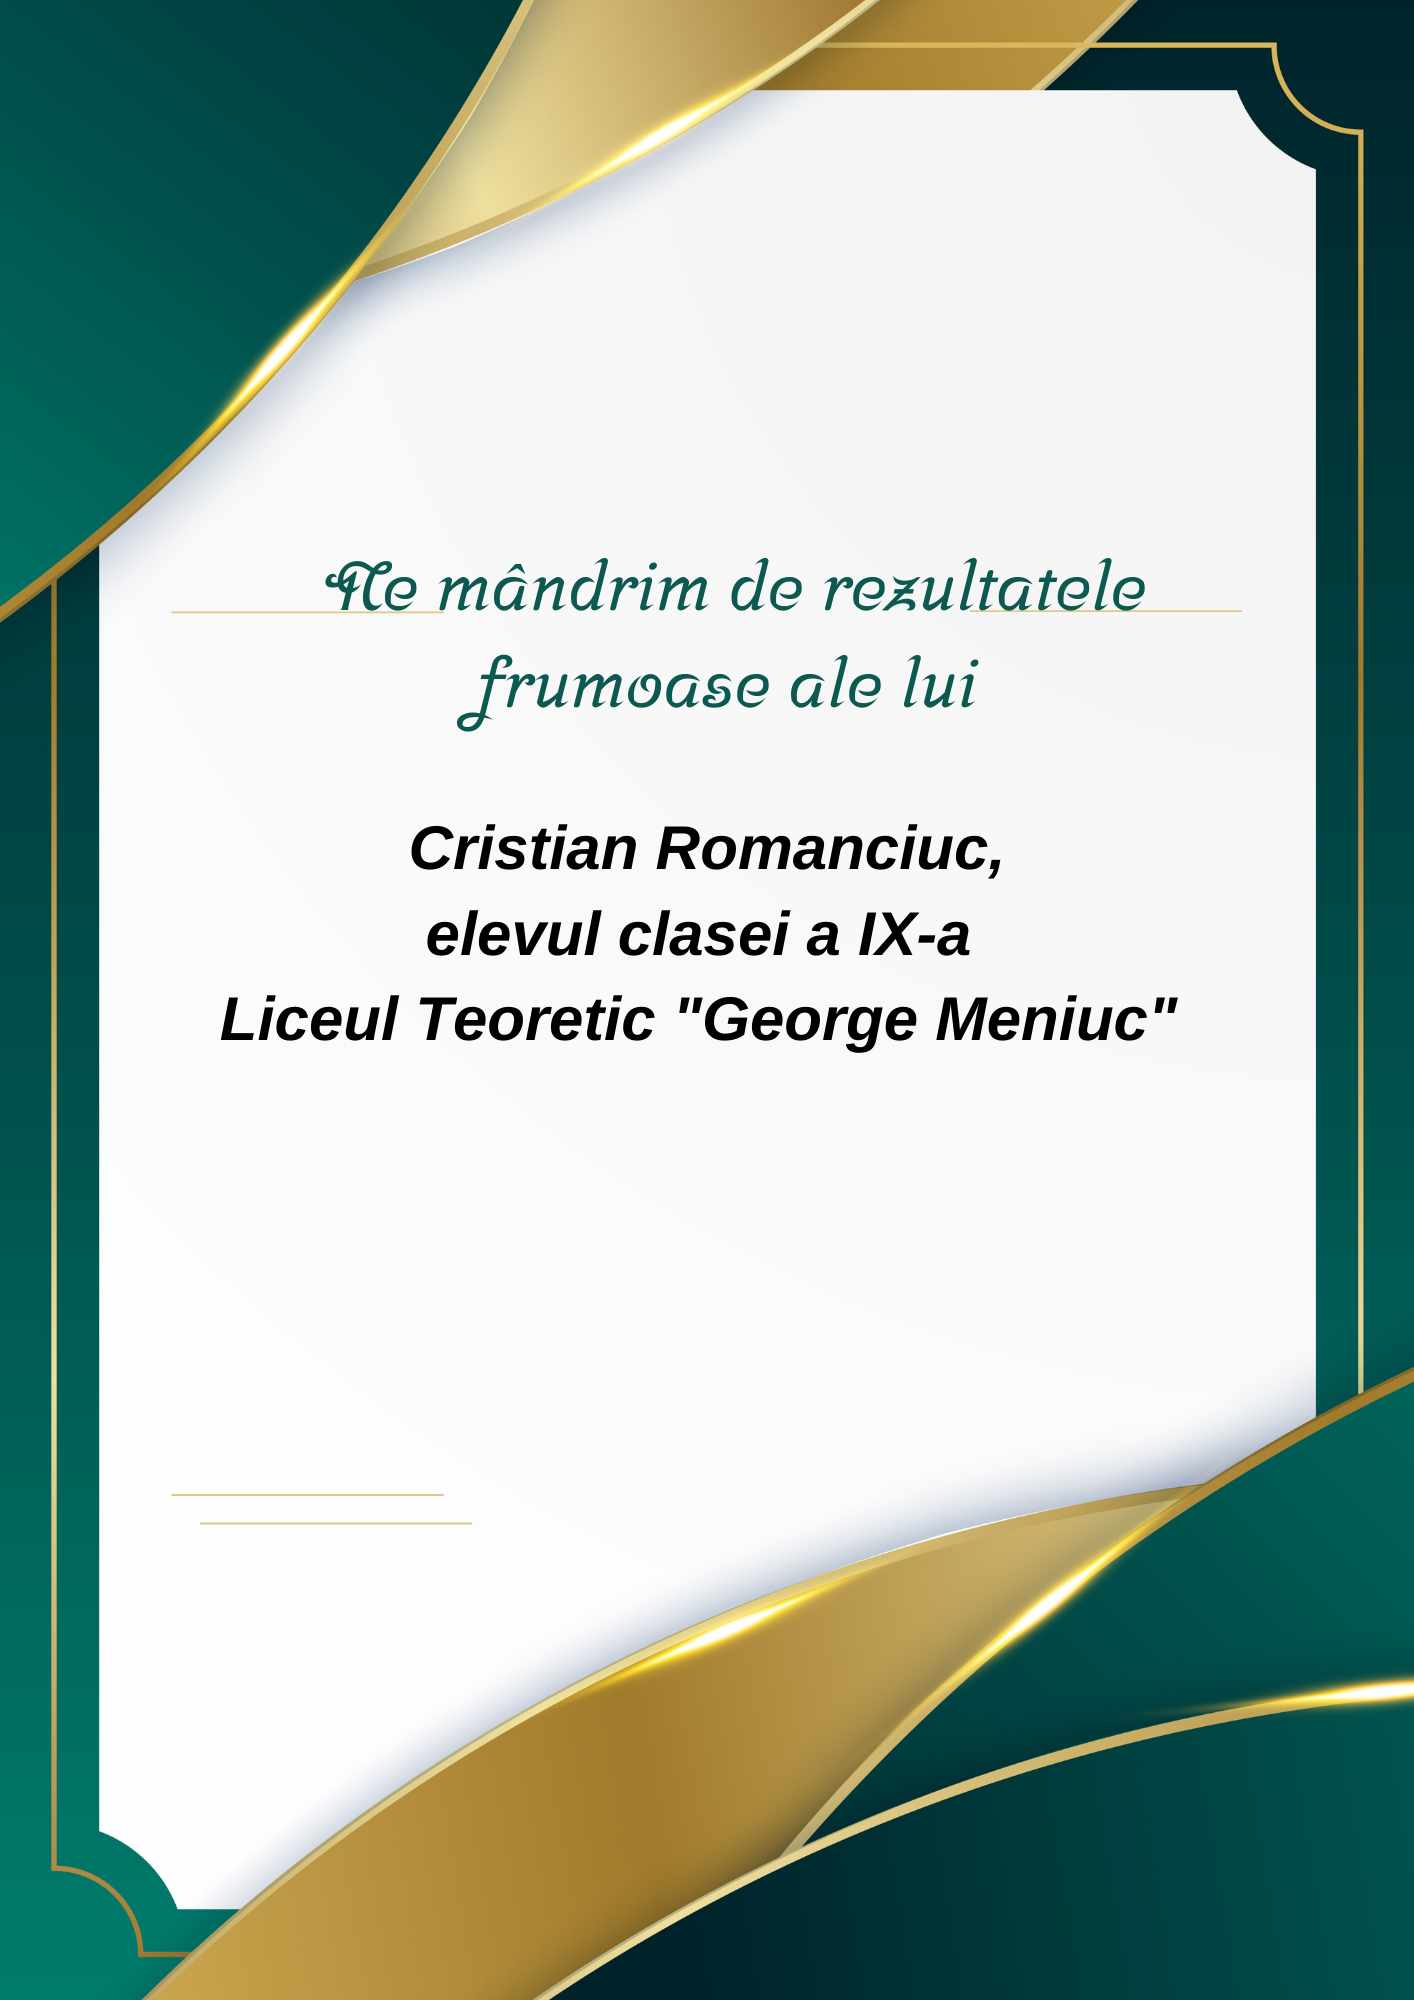 Ne mândrim de rezultatele
frumoase ale lui
Cristian Romanciuc,
elevul clasei a IX-a
Liceul Teoretic "George Meniuc"